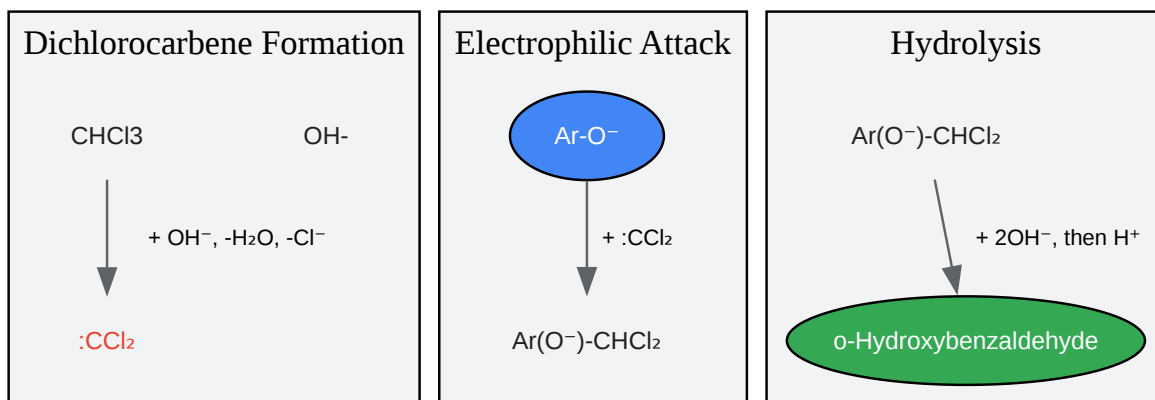 Dichlorocarbene Formation
CHCl3
OH-
+ OH⁻, -H₂O, -Cl⁻
:CCl₂
Electrophilic Attack
Ar-O⁻
+ :CCl₂
Ar(O⁻)-CHCl₂
Hydrolysis
Ar(O⁻)-CHCl₂
+ 2OH⁻, then H⁺
o-Hydroxybenzaldehyde